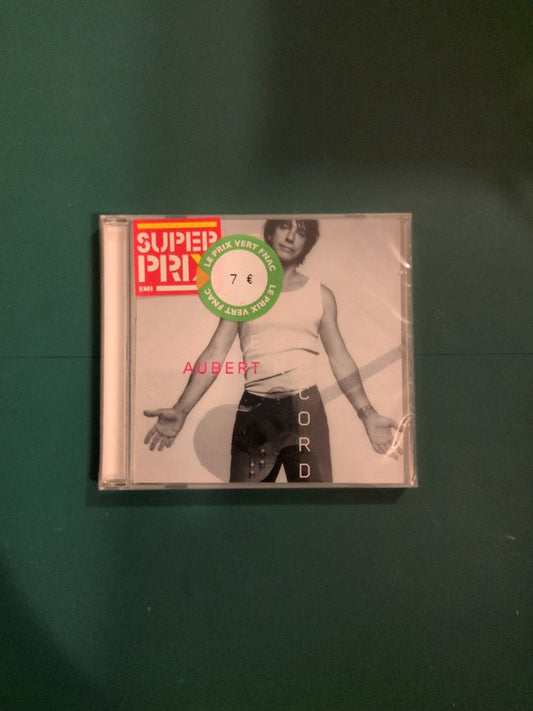 SUPER
PRIX
EMI
LE PRIX VERT FNAC
LE PRIX VERT FNAC
7 €
AUBERT
CORD